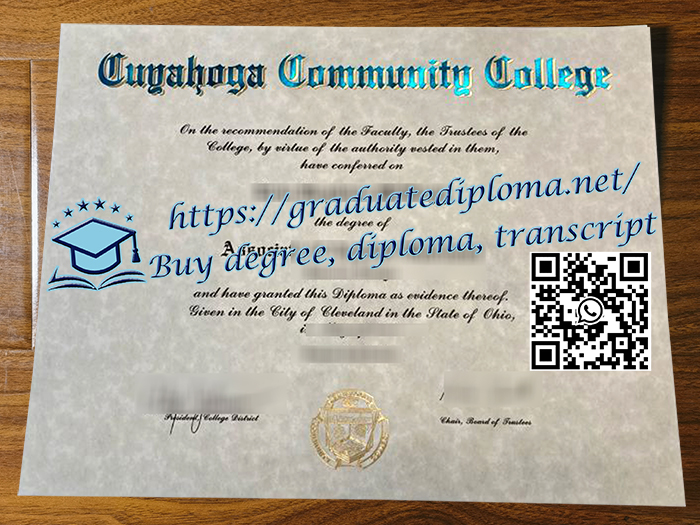 Cuyahoga Community College
On the recommendation of the Faculty, the Trustees of the
College, by virtue of the authority vested in them,
have conferred on
https://graduatediploma.net/
the degree of
Buy degree, diploma, transcript
and have granted this Diploma as evidence thereof.
Given in the City of Cleveland in the State of Ohio,
President, College District
Chair, Board of Trustees